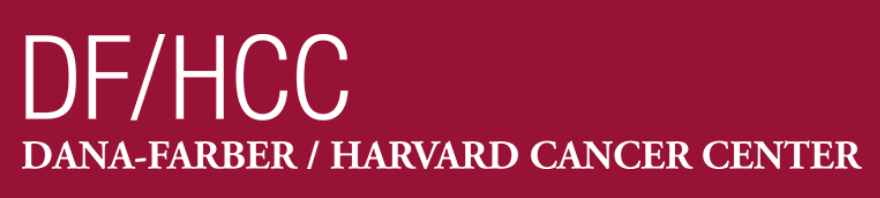 DF/HCC
DANA-FARBER / HARVARD CANCER CENTER